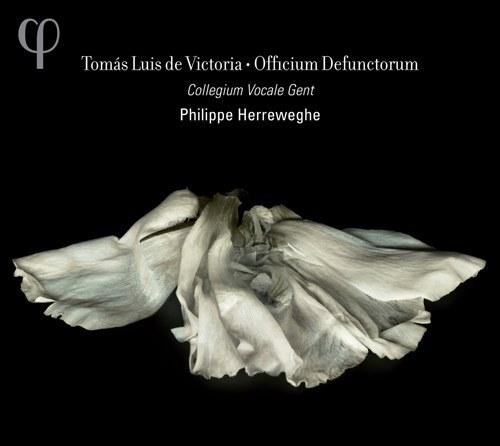 φ
Tomás Luis de Victoria • Officium Defunctorum
Collegium Vocale Gent
Philippe Herreweghe